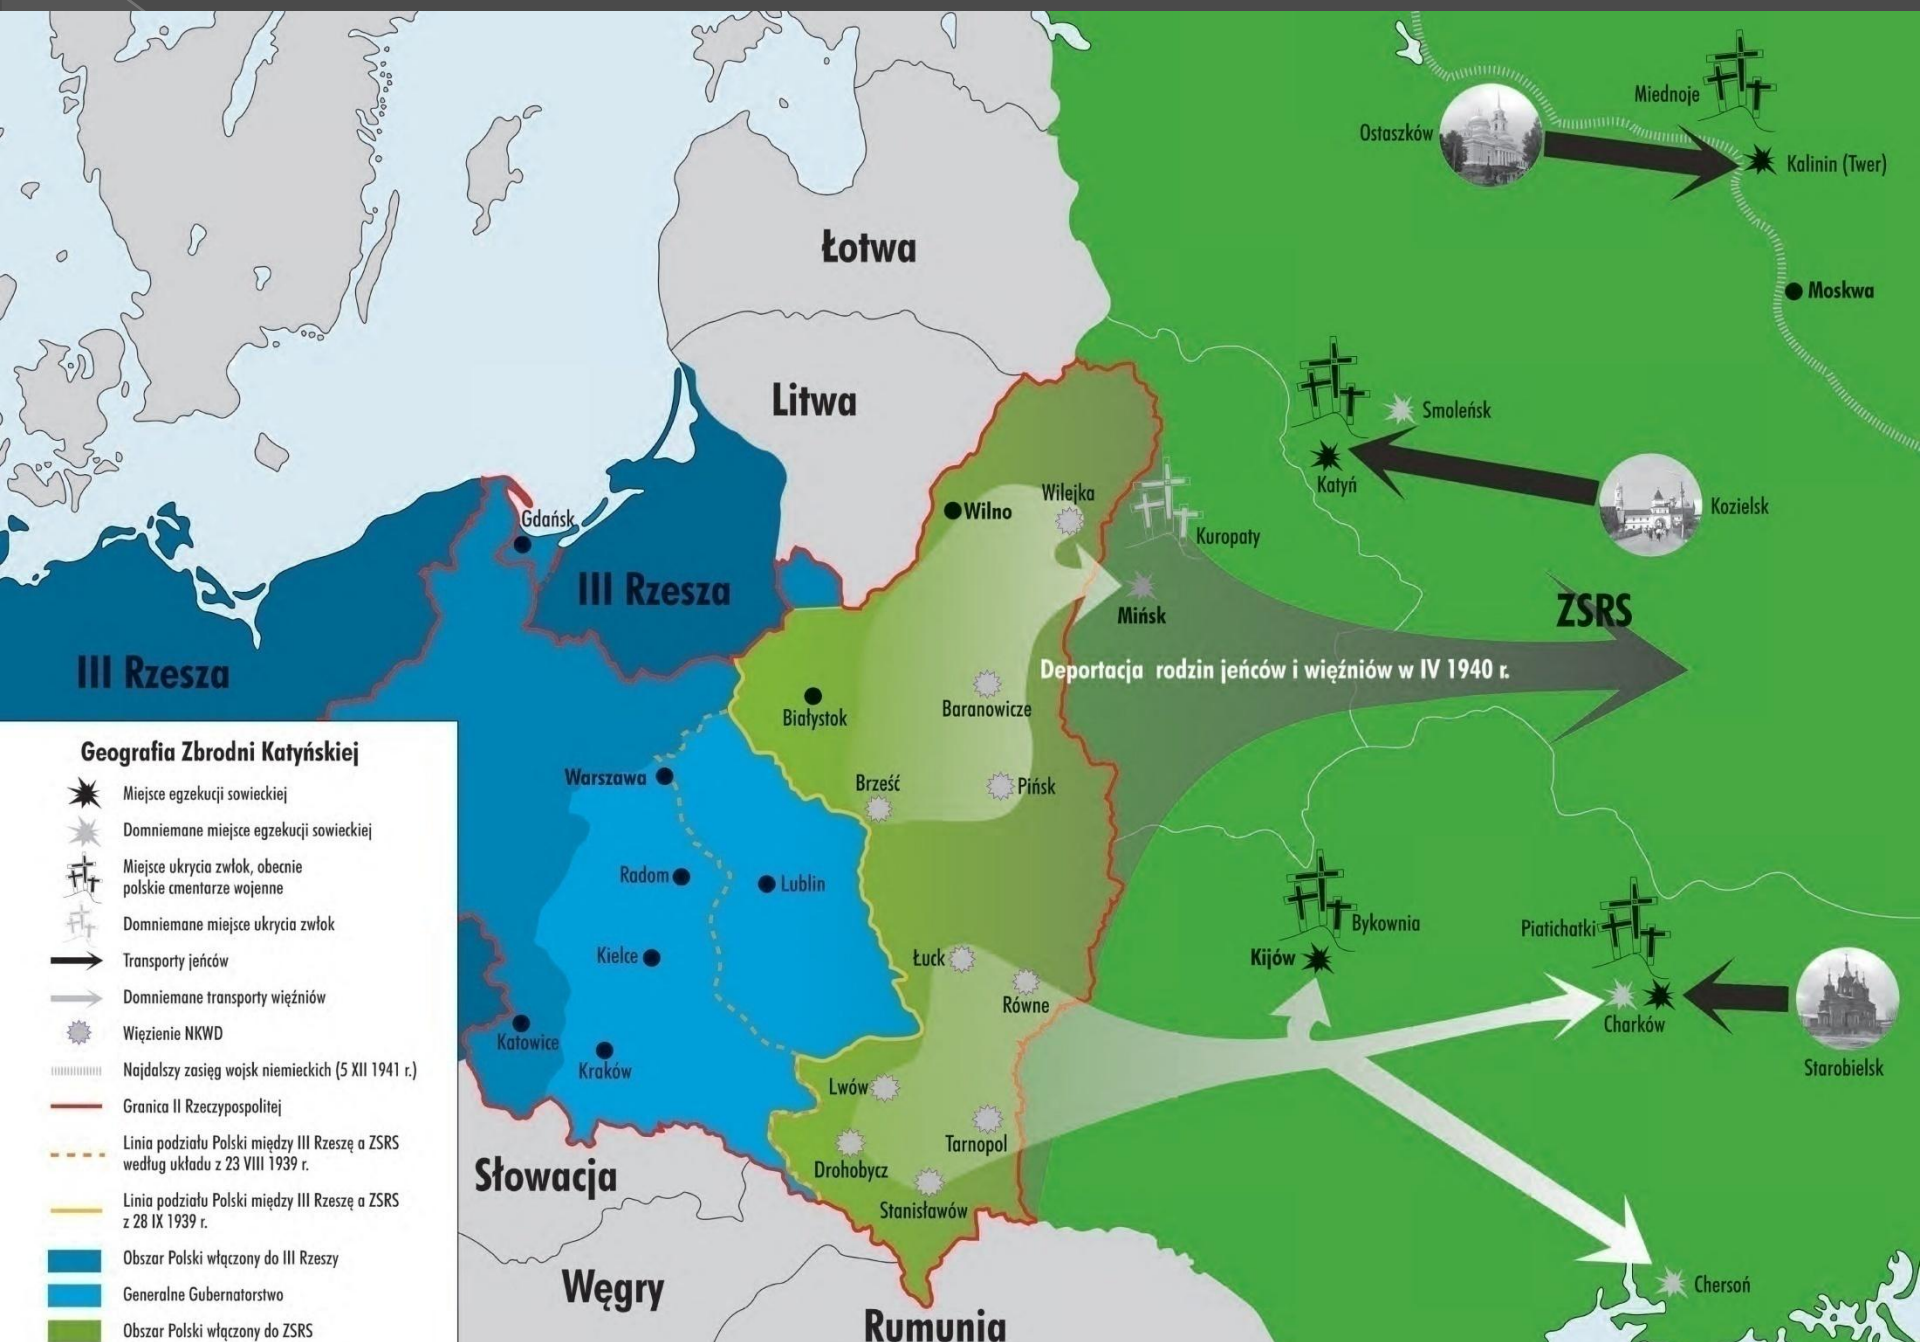 Miednoje
Ostaszków
Kalinin (Twer)
Łotwa
Moskwa
Litwa
Smoleńsk
Katyń
Kozielsk
Wilejka
Wilno
Gdańsk
Kuropaty
III Rzesza
ZSRS
Mińsk
III Rzesza
Deportacja rodzin jeńców i więźniów w IV 1940 r.
Baranowicze
Białystok
Warszawa
Brześć
Pińsk
Radom
Lublin
Bykownia
Piatichatki
Kielce
Łuck
Kijów
Równe
Charków
Katowice
Kraków
Starobielsk
Lwów
Tarnopol
Drohobycz
Słowacja
Stanisławów
Węgry
Chersoń
Rumunia
Geografia Zbrodni Katyńskiej
Miejsce egzekucji sowieckiej
Domniemane miejsce egzekucji sowieckiej
Miejsce ukrycia zwłok, obecnie
polskie cmentarze wojenne
Domniemane miejsce ukrycia zwłok
Transporty jeńców
Domniemane transporty więźniów
Więzienie NKWD
Najdalszy zasięg wojsk niemieckich (5 XII 1941 r.)
Granica II Rzeczypospolitej
Linia podziału Polski między III Rzeszę a ZSRS
według układu z 23 VIII 1939 r.
Linia podziału Polski między III Rzeszę a ZSRS
z 28 IX 1939 r.
Obszar Polski włączony do III Rzeszy
Generalne Gubernatorstwo
Obszar Polski włączony do ZSRS